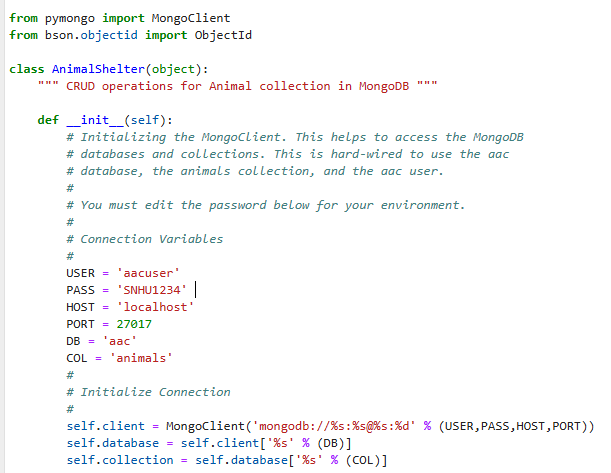 from pymongo import MongoClient
from bson.objectid import ObjectId
class AnimalShelter(object):
""" CRUD operations for Animal collection in MongoDB """
def __init__(self):
# Initializing the MongoClient. This helps to access the MongoDB
# databases and collections. This is hard-wired to use the aac
# database, the animals collection, and the aac user.
#
# You must edit the password below for your environment.
#
# Connection Variables
#
USER = 'aacuser'
PASS = 'SNHU1234'
HOST = 'localhost'
PORT = 27017
DB = 'aac'
COL = 'animals'
#
# Initialize Connection
#
self.client = MongoClient('mongodb://%s:%s@%s:%d' % (USER,PASS,HOST,PORT))
self.database = self.client['%s' % (DB)]
self.collection = self.database['%s' % (COL)]